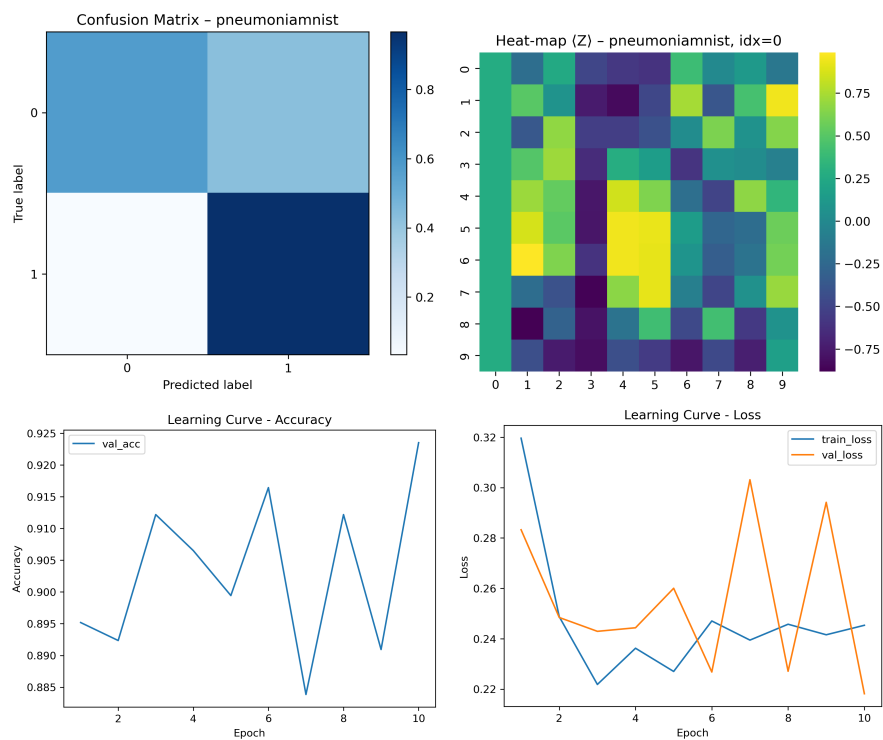 Confusion Matrix – pneumoniamnist
True label
0
1
0
1
Predicted label
0.8
0.6
0.4
0.2
Heat-map ⟨Z⟩ – pneumoniamnist, idx=0
0
1
2
3
4
5
6
7
8
9
0 1 2 3 4 5 6 7 8 9
0.75
0.50
0.25
0.00
−0.25
−0.50
−0.75
Learning Curve - Accuracy
val_acc
Accuracy
0.925
0.920
0.915
0.910
0.905
0.900
0.895
0.890
0.885
2 4 6 8 10
Epoch
Learning Curve - Loss
train_loss
val_loss
Loss
0.32
0.30
0.28
0.26
0.24
0.22
2 4 6 8 10
Epoch